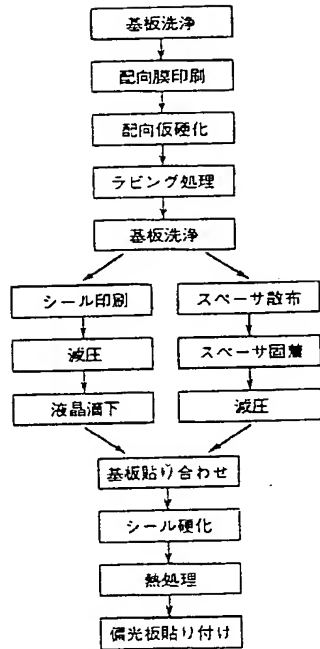 基板洗浄
配向膜印刷
配向仮硬化
ラビング処理
基板洗浄
シール印刷
スペーサ散布
減圧
スペーサ固着
液晶滴下
減圧
基板貼り合わせ
シール硬化
熱処理
偏光板貼り付け